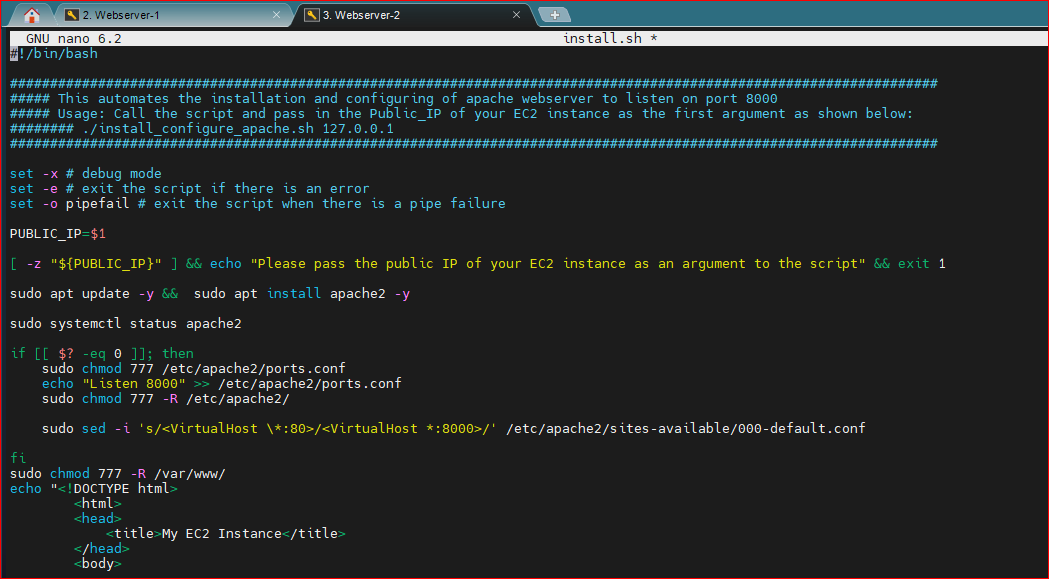 2. Webserver-1
3. Webserver-2
GNU nano 6.2 install.sh *
#!/bin/bash
####################################################################################################################
##### This automates the installation and configuring of apache webserver to listen on port 8000
##### Usage: Call the script and pass in the Public_IP of your EC2 instance as the first argument as shown below:
######## ./install_configure_apache.sh 127.0.0.1
####################################################################################################################
set -x # debug mode
set -e # exit the script if there is an error
set -o pipefail # exit the script when there is a pipe failure
PUBLIC_IP=$1
[ -z "${PUBLIC_IP}" ] && echo "Please pass the public IP of your EC2 instance as an argument to the script" && exit 1
sudo apt update -y &&  sudo apt install apache2 -y
sudo systemctl status apache2
if [[ $? -eq 0 ]]; then
    sudo chmod 777 /etc/apache2/ports.conf
    echo "Listen 8000" >> /etc/apache2/ports.conf
    sudo chmod 777 -R /etc/apache2/
    sudo sed -i 's/<VirtualHost \*:80>/<VirtualHost *:8000>/' /etc/apache2/sites-available/000-default.conf
fi
sudo chmod 777 -R /var/www/
echo "<!DOCTYPE html>
        <html>
        <head>
            <title>My EC2 Instance</title>
        </head>
        <body>